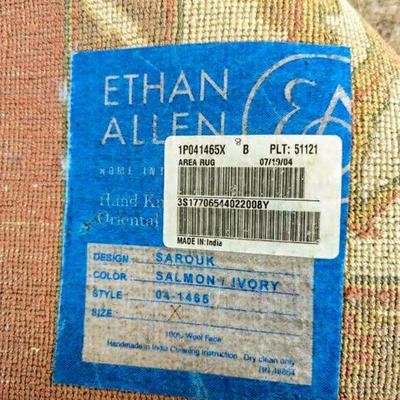 ETHAN
ALLEN
HOME INT
Hand Kn
Oriental
1P041465X 8 B PLT: 51121
AREA RUG 07/19/04
3S17706544022008Y
MADE IN: India
DESIGN - SAROUK
COLOR - SALMON / IVORY
STYLE 04-1465
SIZE - X
100% Wool Face
Handmade in India Cleaning Instruction Dry clean only